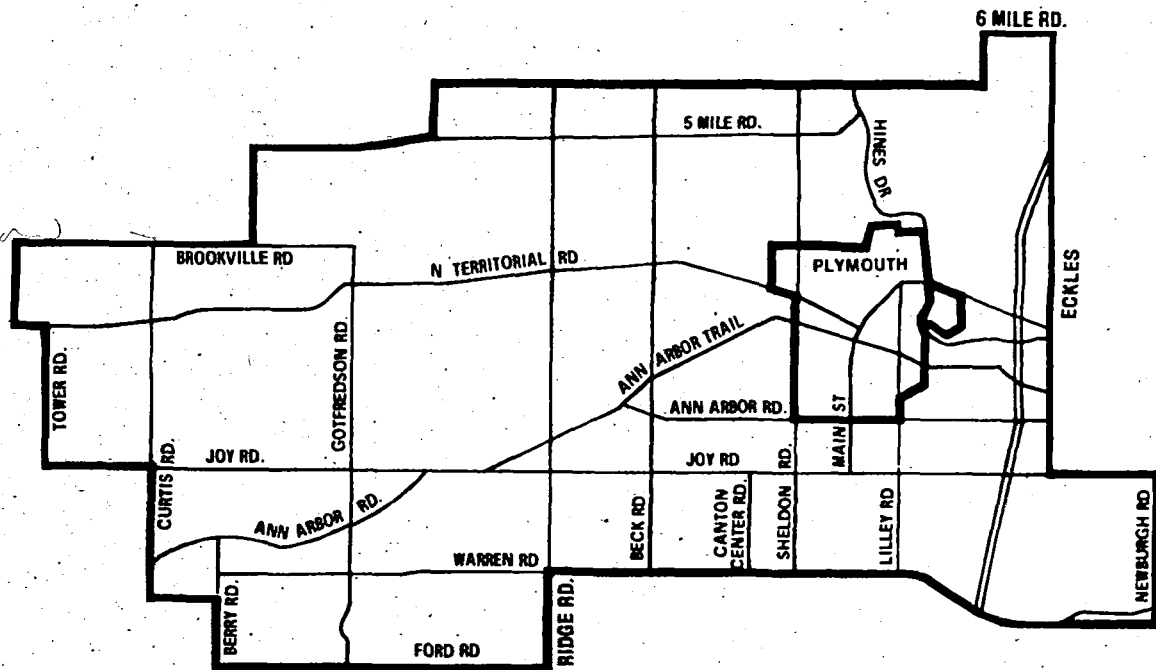 6 MILE RD.
5 MILE RD.
HINES DR
BROOKVILLE RD
N TERRITORIAL RD
PLYMOUTH
ECKLES
TOWER RD.
GOTFREDSON RD.
ANN ARBOR TRAIL
ANN ARBOR RD.
MAIN ST
CURTIS RD.
JOY RD.
JOY RD
ANN ARBOR RD.
BECK RD
CANTON
CENTER RD.
SHELDON RD.
LILLEY RD
NEWBURGH RD
WARREN RD
BERRY RD.
RIDGE RD.
FORD RD